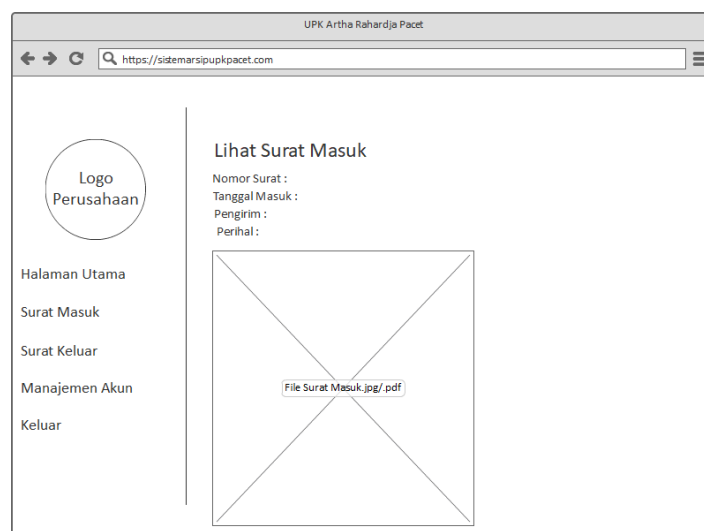 UPK Artha Rahardja Pacet
https://sistemarsipupkpacet.com
Logo
Perusahaan
Halaman Utama
Surat Masuk
Surat Keluar
Manajemen Akun
Keluar
Lihat Surat Masuk
Nomor Surat :
Tanggal Masuk :
Pengirim :
Perihal :
File Surat Masuk.jpg/.pdf